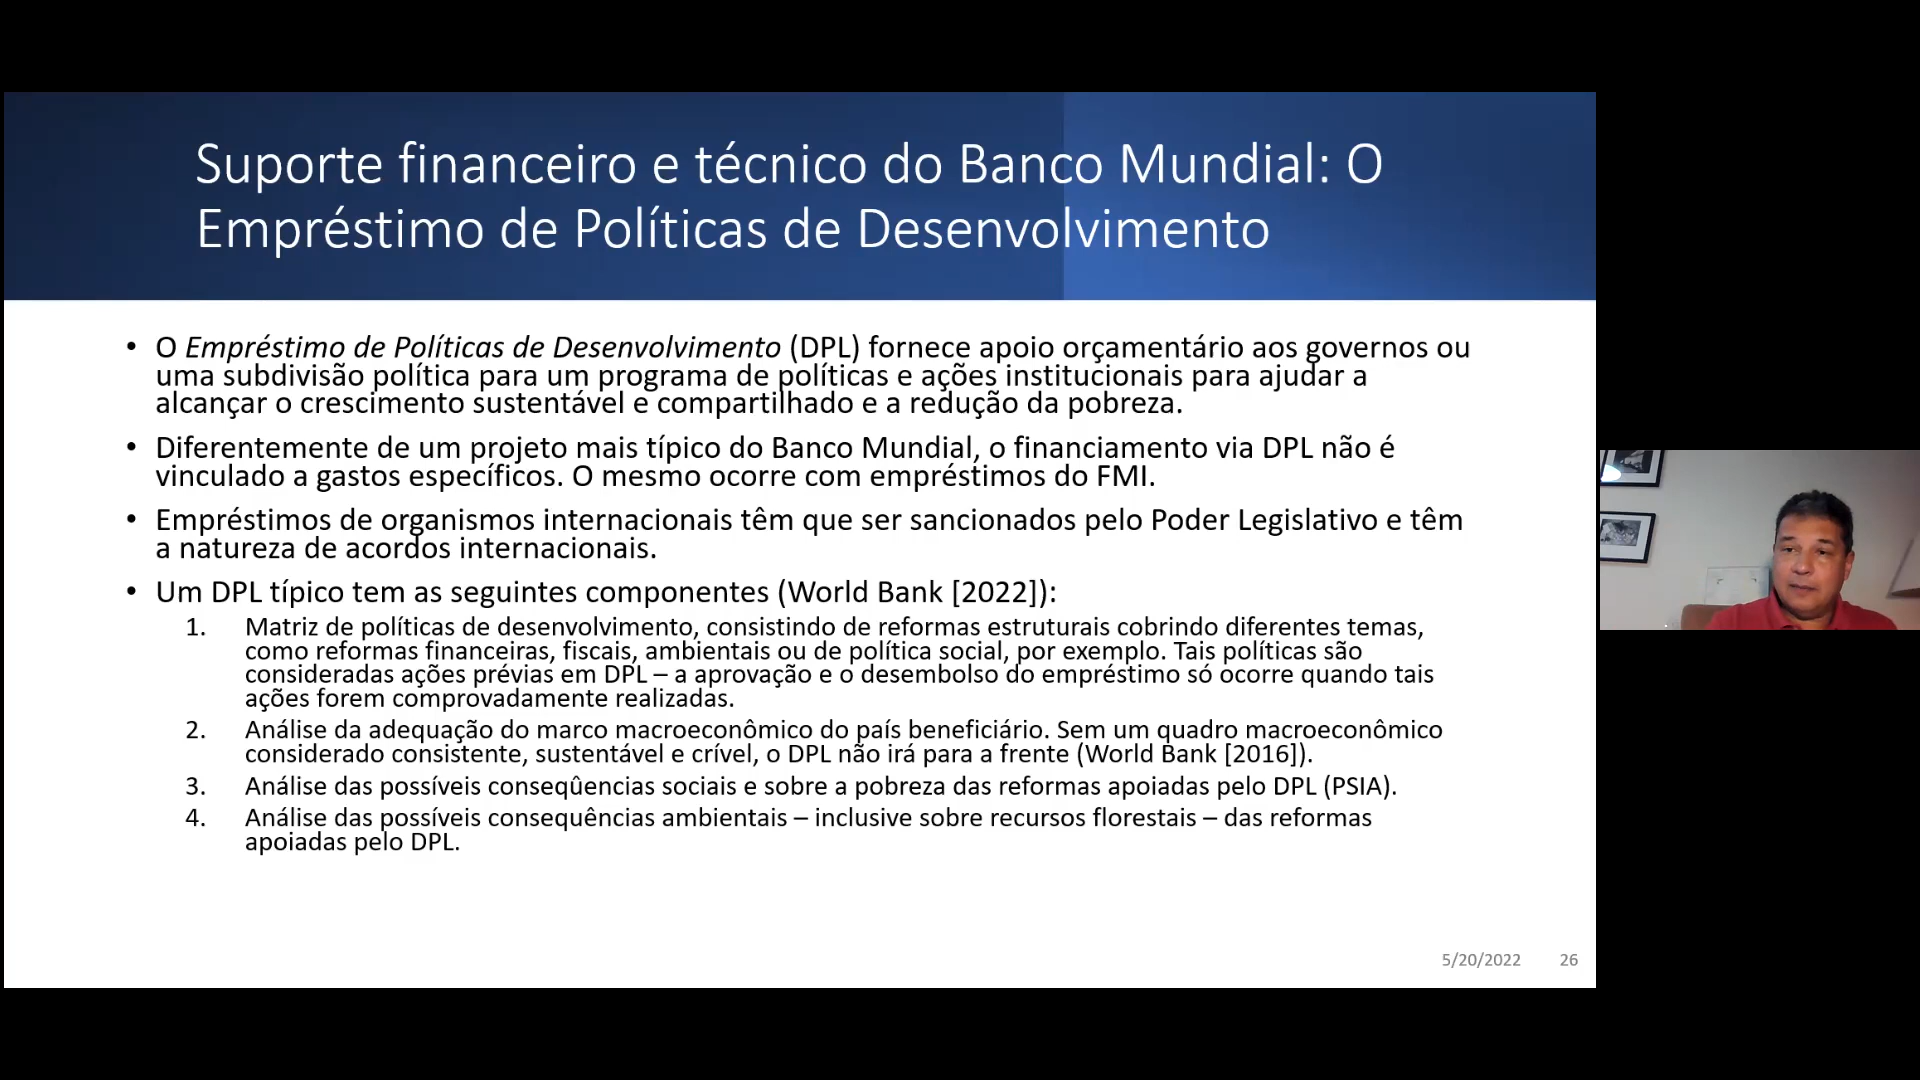 Suporte financeiro e técnico do Banco Mundial: O
Empréstimo de Políticas de Desenvolvimento
• O Empréstimo de Políticas de Desenvolvimento (DPL) fornece apoio orçamentário aos governos ou
uma subdivisão política para um programa de políticas e ações institucionais para ajudar a
alcançar o crescimento sustentável e compartilhado e a redução da pobreza.
• Diferentemente de um projeto mais típico do Banco Mundial, o financiamento via DPL não é
vinculado a gastos específicos. O mesmo ocorre com empréstimos do FMI.
• Empréstimos de organismos internacionais têm que ser sancionados pelo Poder Legislativo e têm
a natureza de acordos internacionais.
• Um DPL típico tem as seguintes componentes (World Bank [2022]):
1. Matriz de políticas de desenvolvimento, consistindo de reformas estruturais cobrindo diferentes temas,
como reformas financeiras, fiscais, ambientais ou de política social, por exemplo. Tais políticas são
consideradas ações prévias em DPL – a aprovação e o desembolso do empréstimo só ocorre quando tais
ações forem comprovadamente realizadas.
2. Análise da adequação do marco macroeconômico do país beneficiário. Sem um quadro macroeconômico
considerado consistente, sustentável e crível, o DPL não irá para a frente (World Bank [2016]).
3. Análise das possíveis conseqûencias sociais e sobre a pobreza das reformas apoiadas pelo DPL (PSIA).
4. Análise das possíveis consequências ambientais – inclusive sobre recursos florestais – das reformas
apoiadas pelo DPL.
5/20/2022 26